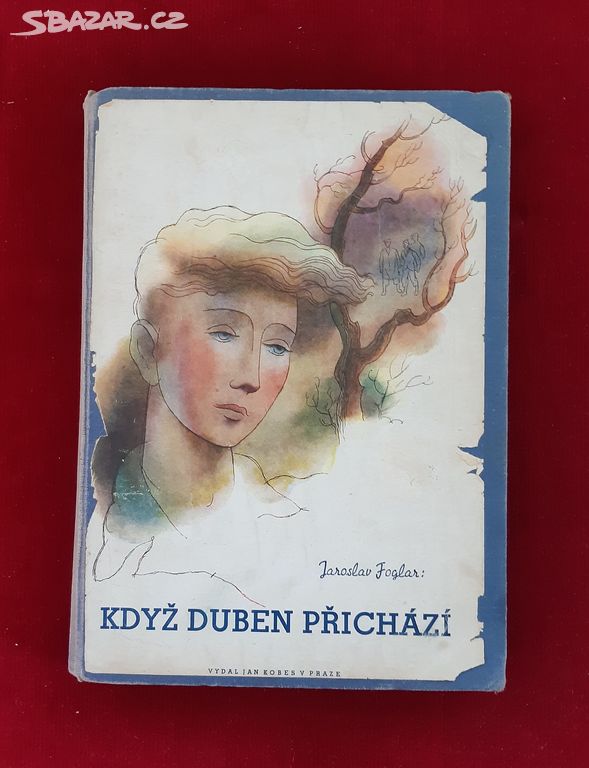 SBAZAR.CZ
Jaroslav Foglar:
KDYŽ DUBEN PŘICHÁZÍ
VYDAL JAN KOBES V PRAZE